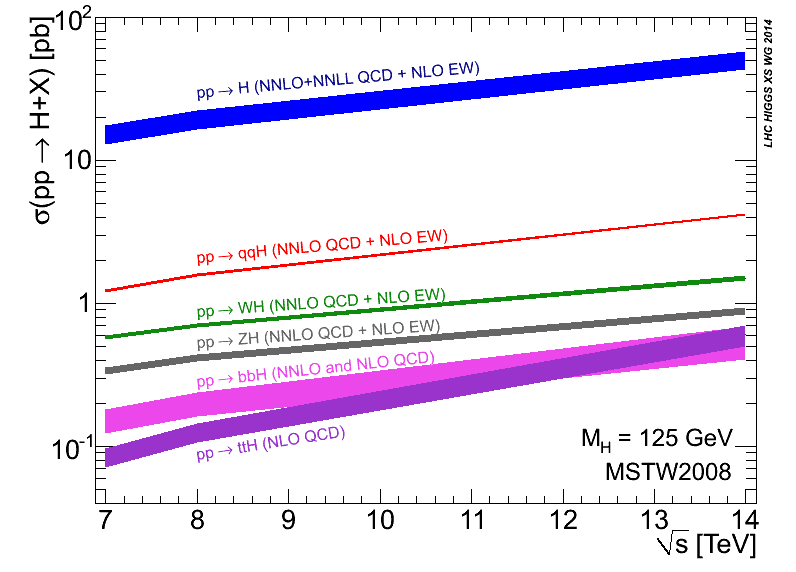 10²
σ(pp → H+X) [pb]
LHC HIGGS XS WG 2014
pp → H (NNLO+NNLL QCD + NLO EW)
10
pp → qqH (NNLO QCD + NLO EW)
1
pp → WH (NNLO QCD + NLO EW)
pp → ZH (NNLO QCD + NLO EW)
pp → bbH (NNLO and NLO QCD)
pp → ttH (NLO QCD)
10⁻¹
M_H = 125 GeV
MSTW2008
7 8 9 10 11 12 13 14
√s [TeV]